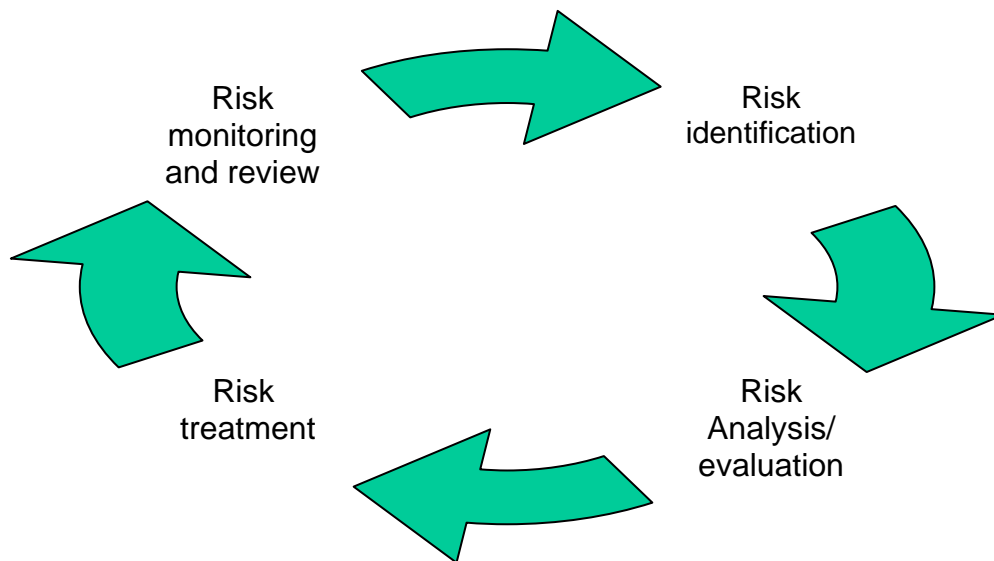 Risk
monitoring
and review
Risk
identification
Risk
Analysis/
evaluation
Risk
treatment